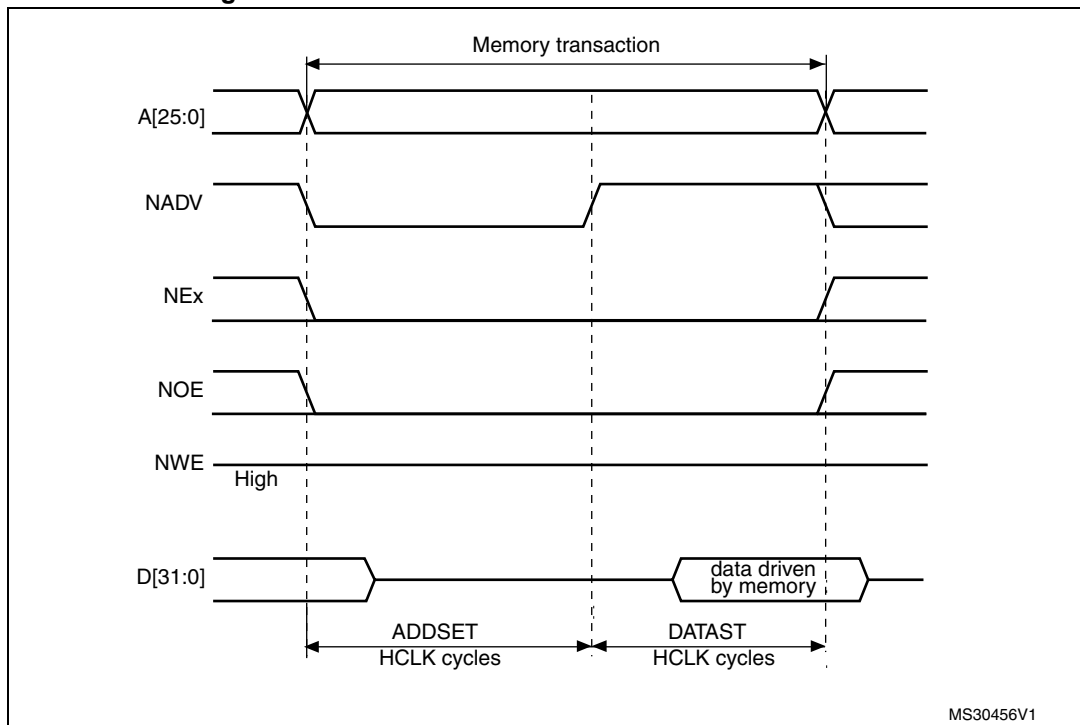 Memory transaction
A[25:0]
NADV
NEx
NOE
NWE
High
D[31:0]
data driven
by memory
ADDSET
HCLK cycles
DATAST
HCLK cycles
MS30456V1